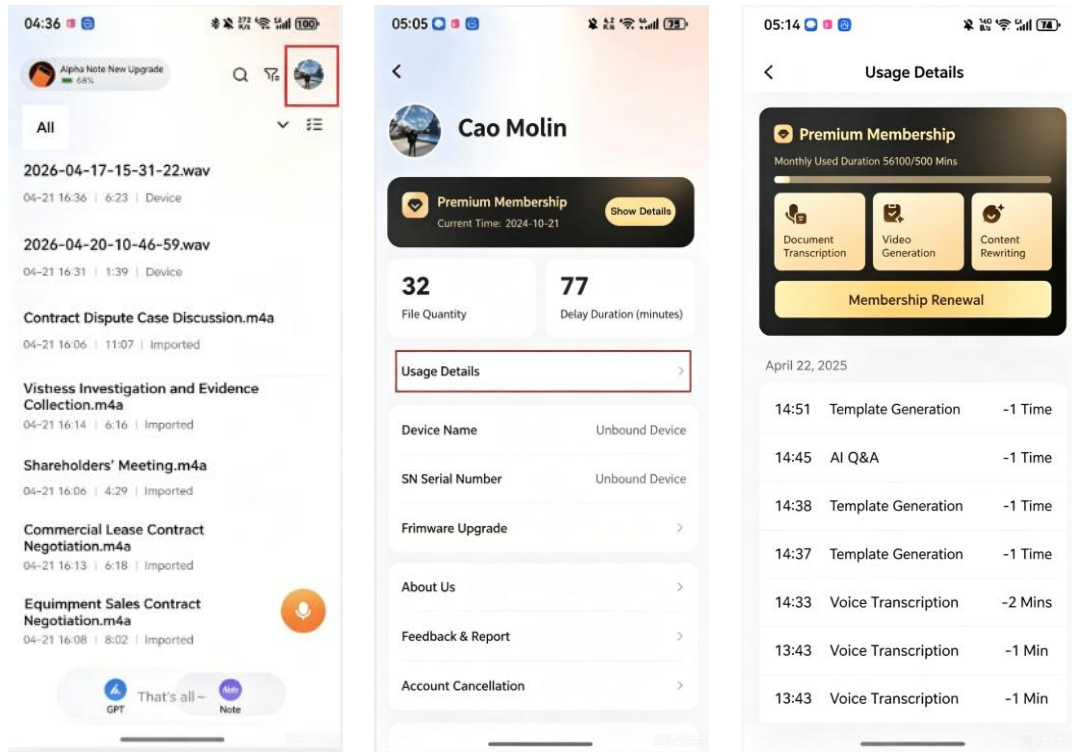 04:36
272 K/s
100
Alpha Note New Upgrade
68%
All
2026-04-17-15-31-22.wav
04-21 16:36 | 6:23 | Device
2026-04-20-10-46-59.wav
04-21 16:31 | 1:39 | Device
Contract Dispute Case Discussion.m4a
04-21 16:06 | 11:07 | Imported
Vistness Investigation and Evidence
Collection.m4a
04-21 16:14 | 6:16 | Imported
Shareholders' Meeting.m4a
04-21 16:06 | 4:29 | Imported
Commercial Lease Contract
Negotiation.m4a
04-21 16:13 | 6:18 | Imported
Equimpment Sales Contract
Negotiation.m4a
04-21 16:08 | 8:02 | Imported
GPT
That's all ~
Note
Note
05:05
75
Cao Molin
Premium Membership
Current Time: 2024-10-21
Show Details
32
File Quantity
77
Delay Duration (minutes)
Usage Details
Device Name Unbound Device
SN Serial Number Unbound Device
Frimware Upgrade
About Us
Feedback & Report
Account Cancellation
05:14
74
Usage Details
Premium Membership
Monthly Used Duration 56100/500 Mins
Document
Transcription
Video
Generation
Content
Rewriting
Membership Renewal
April 22, 2025
14:51 Template Generation -1 Time
14:45 AI Q&A -1 Time
14:38 Template Generation -1 Time
14:37 Template Generation -1 Time
14:33 Voice Transcription -2 Mins
13:43 Voice Transcription -1 Min
13:43 Voice Transcription -1 Min